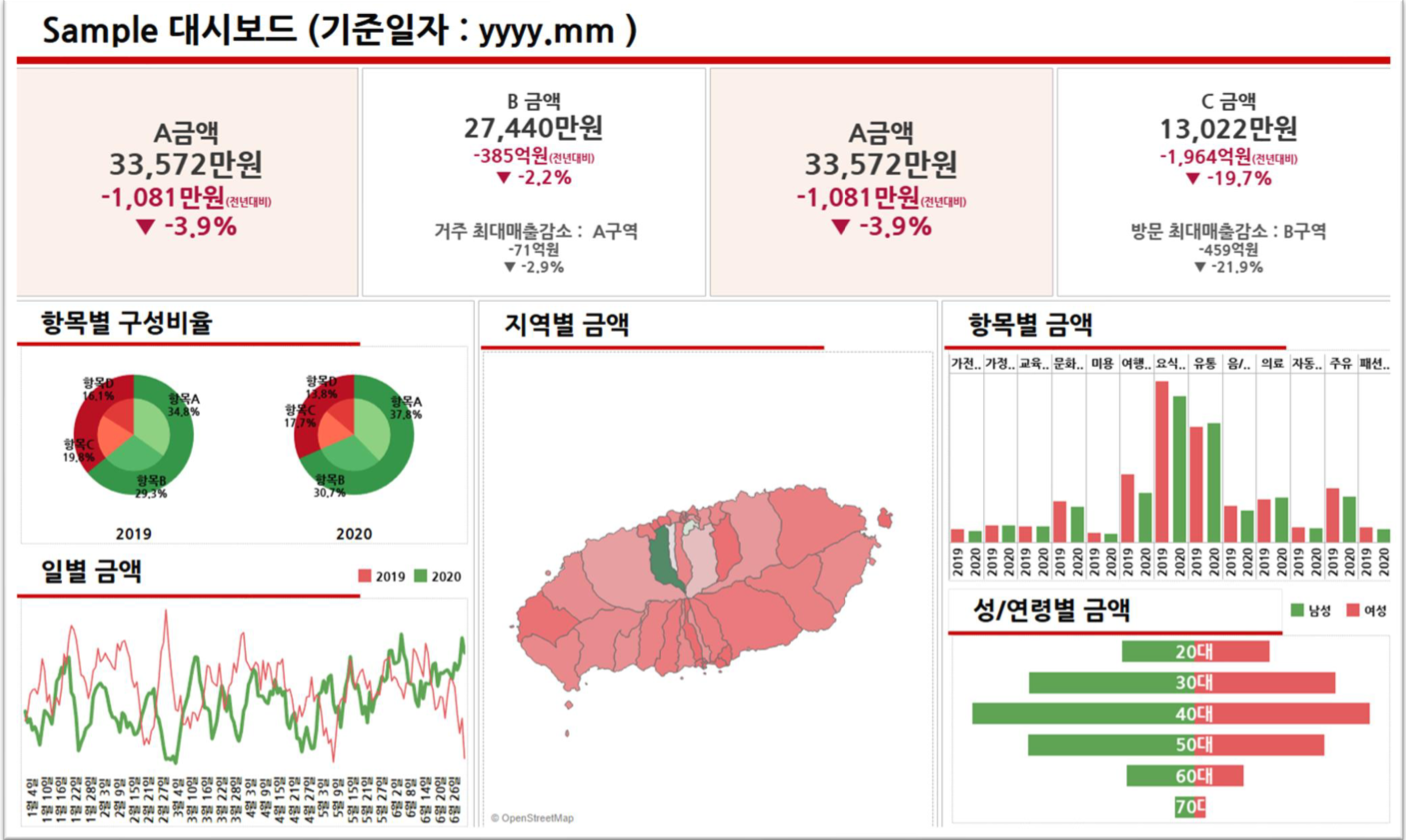 Sample 대시보드 (기준일자 : yyyy.mm )
A금액
33,572만원
-1,081만원(전년대비)
▼ -3.9%
B 금액
27,440만원
-385억원(전년대비)
▼ -2.2%
거주 최대매출감소 : A구역
-71억원
▼ -2.9%
A금액
33,572만원
-1,081만원(전년대비)
▼ -3.9%
C 금액
13,022만원
-1,964억원(전년대비)
▼ -19.7%
방문 최대매출감소 : B구역
-459억원
▼ -21.9%
항목별 구성비율
항목D
16.1%
항목A
34.8%
항목C
19.8%
항목B
29.3%
2019
항목D
13.8%
항목A
37.8%
항목C
17.7%
항목B
30.7%
2020
일별 금액
2019 2020
1월 4일
1월 10일
1월 16일
1월 22일
1월 28일
2월 3일
2월 9일
2월 15일
2월 21일
2월 27일
3월 4일
3월 10일
3월 16일
3월 22일
3월 28일
4월 3일
4월 9일
4월 15일
4월 21일
4월 27일
5월 3일
5월 9일
5월 15일
5월 21일
5월 27일
6월 2일
6월 8일
6월 14일
6월 20일
6월 26일
지역별 금액
© OpenStreetMap
항목별 금액
가전.. 가정.. 교육.. 문화.. 미용 여행.. 요식.. 유통 음/.. 의료 자동.. 주유 패션..
2019 2020 2019 2020 2019 2020 2019 2020 2019 2020 2019 2020 2019 2020 2019 2020 2019 2020 2019 2020 2019 2020 2019 2020 2019 2020
성/연령별 금액
남성 여성
20대
30대
40대
50대
60대